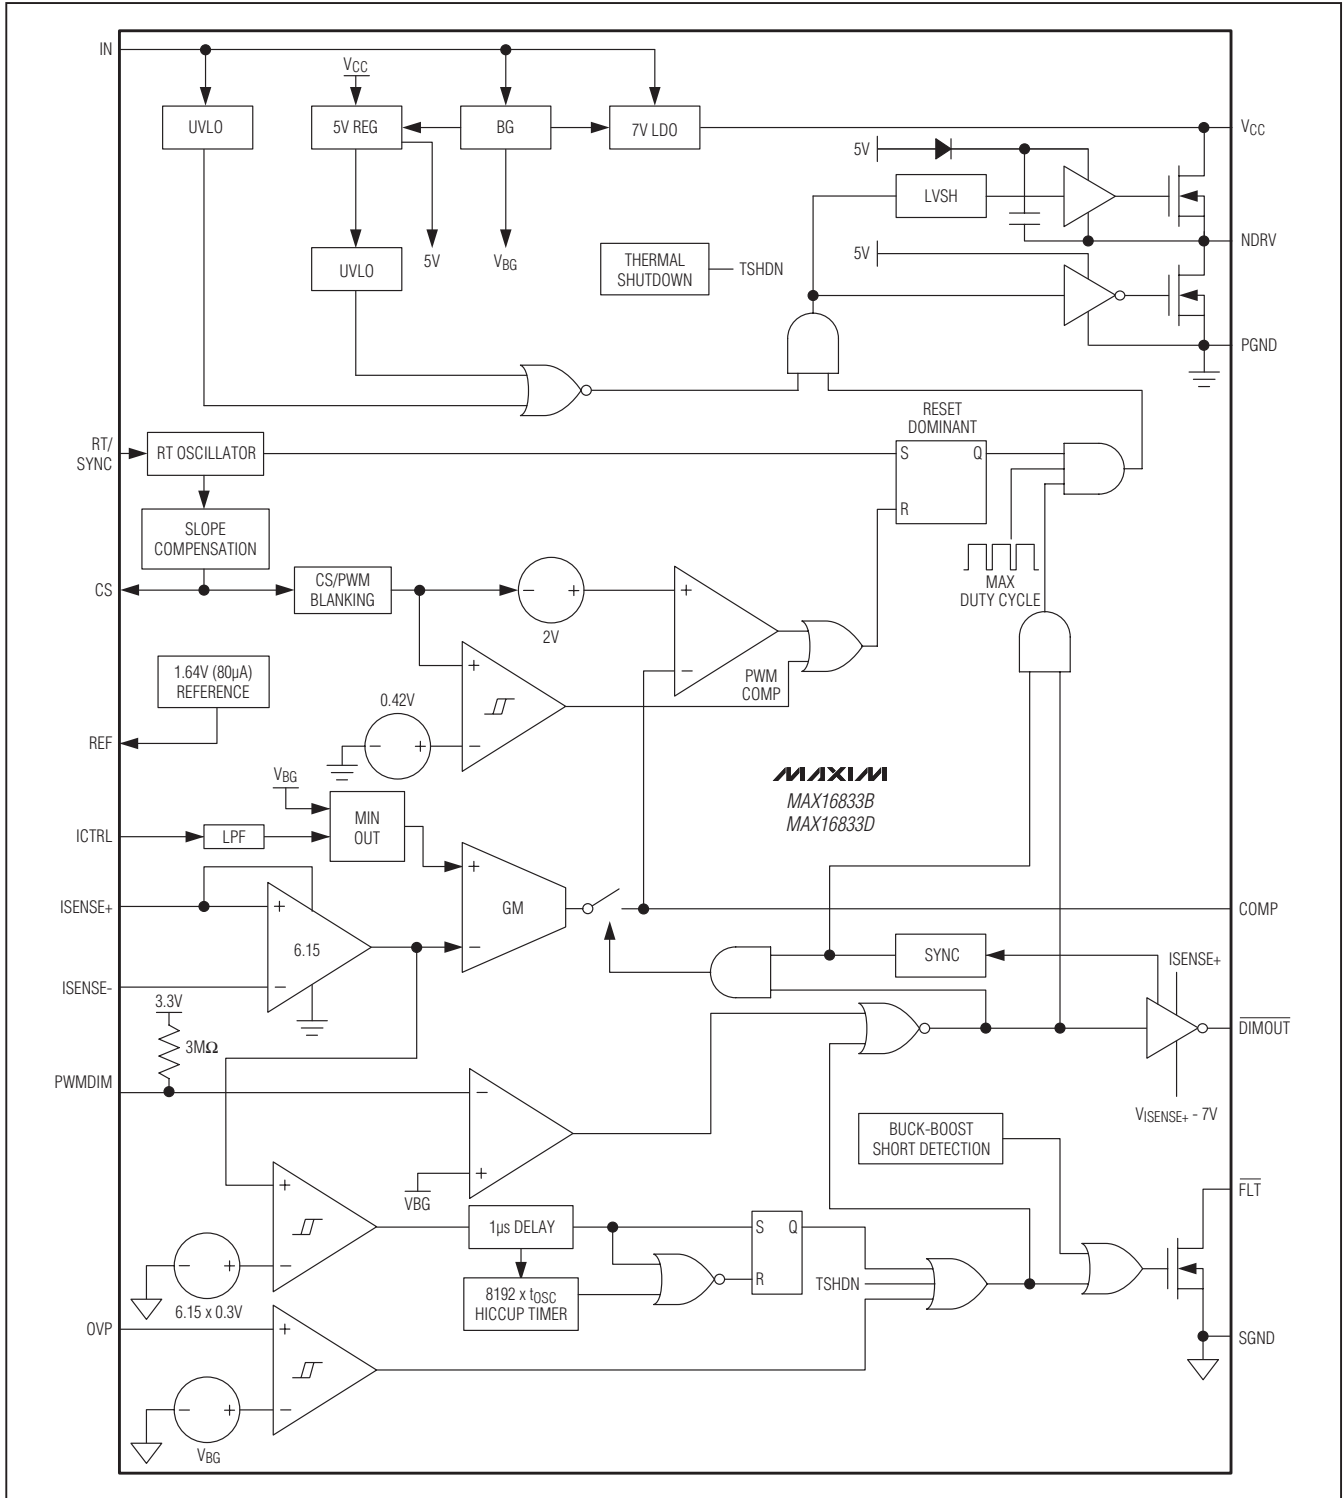 IN
VCC
UVLO
5V REG
BG
7V LDO
VCC
5V
LVSH
NDRV
5V
THERMAL
SHUTDOWN
TSHDN
UVLO
5V
VBG
PGND
RT/
SYNC
RT OSCILLATOR
RESET
DOMINANT
S
Q
R
SLOPE
COMPENSATION
CS
CS/PWM
BLANKING
-
+
2V
+
-
MAX
DUTY CYCLE
PWM
COMP
1.64V (80µA)
REFERENCE
0.42V
-
+
+
-
REF
MAXIM
MAX16833B
MAX16833D
VBG
MIN
OUT
ICTRL
LPF
+
GM
-
ISENSE+
+
6.15
-
COMP
ISENSE-
SYNC
ISENSE+
3.3V
3MΩ
DIMOUT
PWMDIM
-
+
VBG
VISENSE+ - 7V
BUCK-BOOST
SHORT DETECTION
FLT
+
-
1µs DELAY
S
Q
R
-
+
6.15 x 0.3V
8192 x tOSC
HICCUP TIMER
TSHDN
OVP
+
-
SGND
-
+
VBG